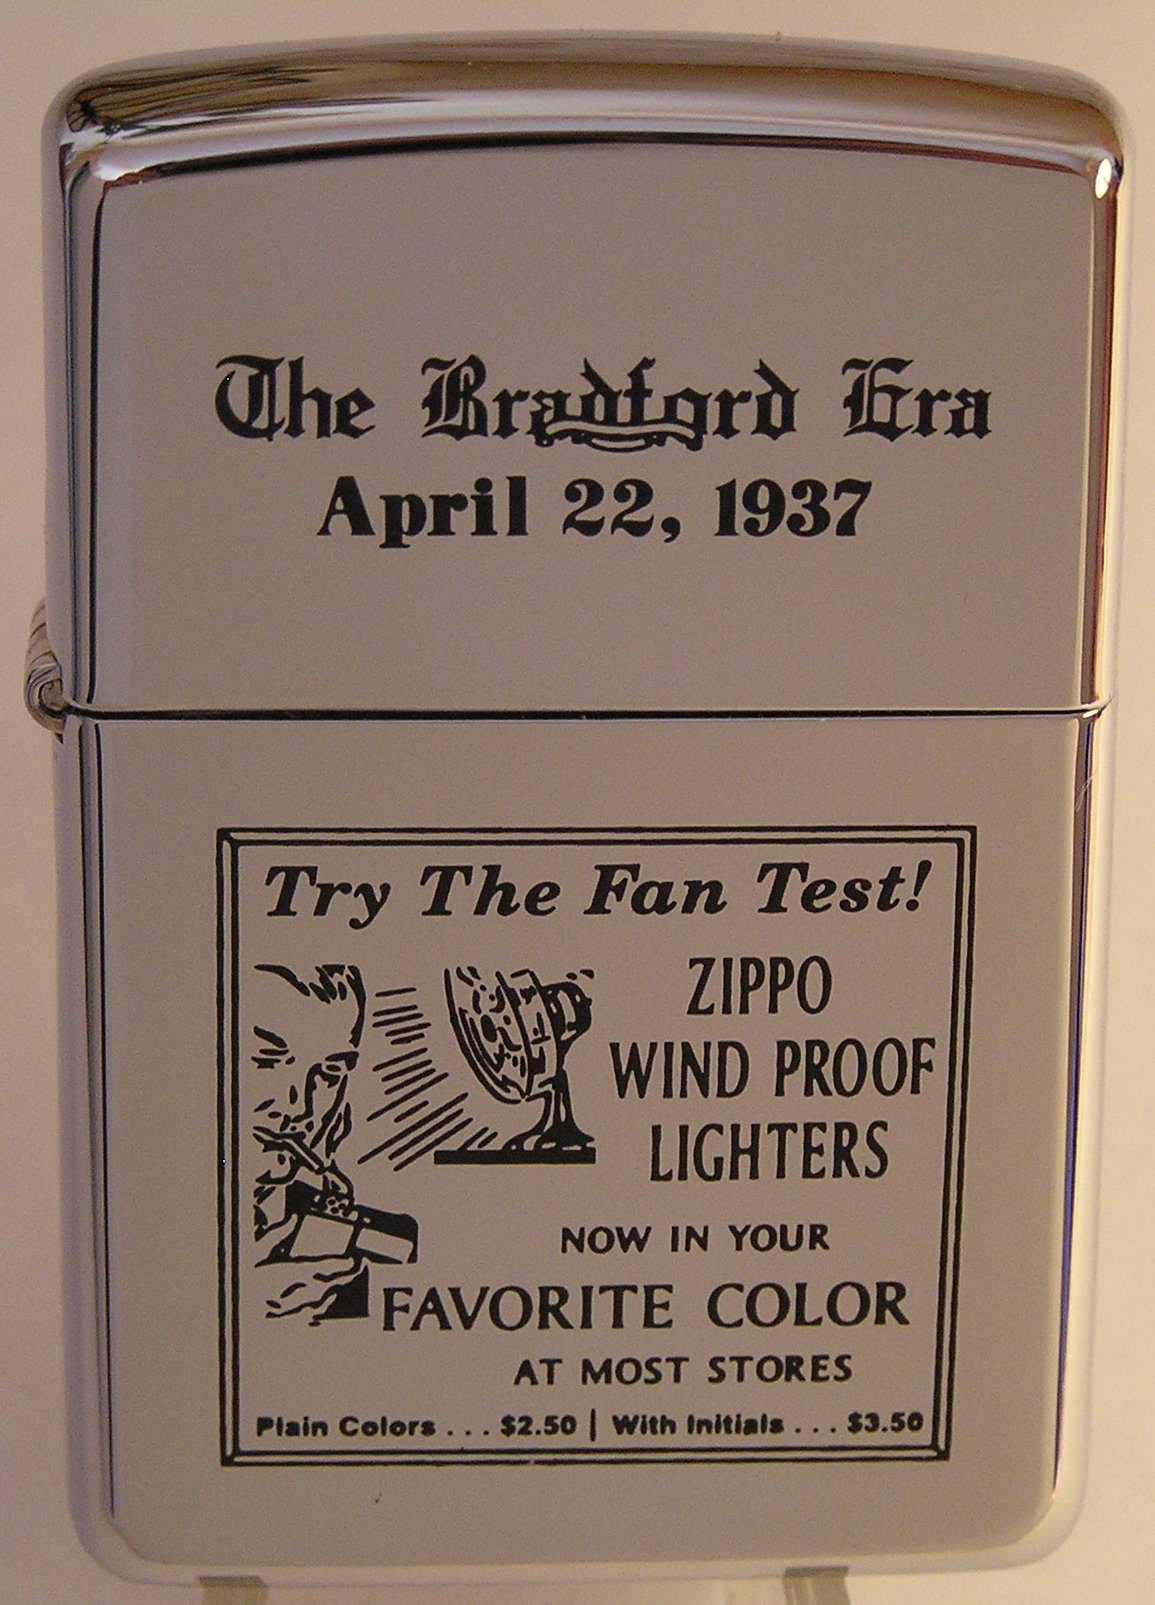 The Bradford Era
April 22, 1937
Try The Fan Test!
ZIPPO
WIND PROOF
LIGHTERS
NOW IN YOUR
FAVORITE COLOR
AT MOST STORES
Plain Colors . . . $2.50 | With Initials . . . $3.50